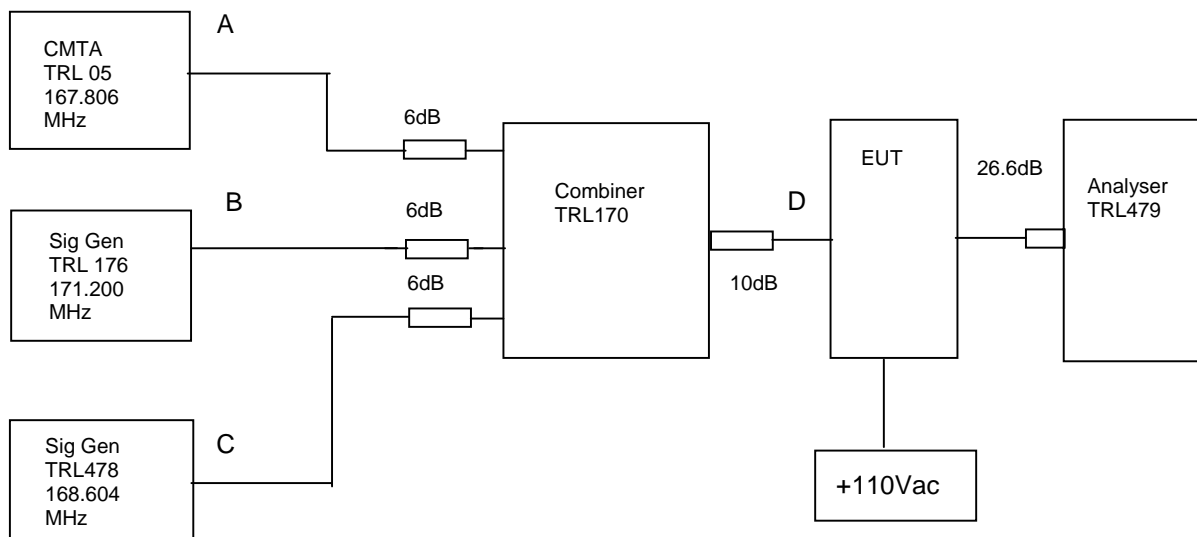 A
CMTA
TRL 05
167.806
MHz
6dB
B
Sig Gen
TRL 176
171.200
MHz
6dB
6dB
C
Sig Gen
TRL478
168.604
MHz
Combiner
TRL170
D
10dB
EUT
26.6dB
Analyser
TRL479
+110Vac